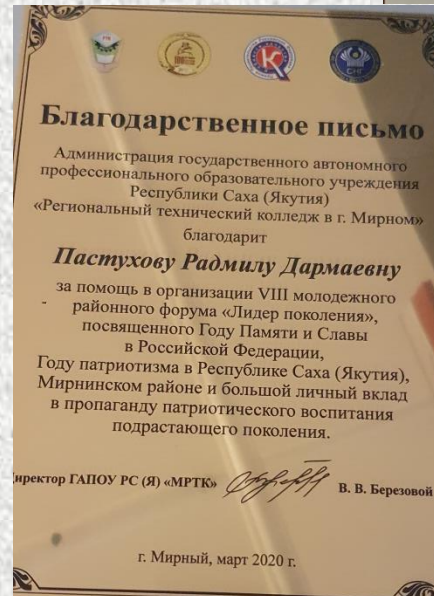 Благодарственное письмо
Администрация государственного автономного
профессионального образовательного учреждения
Республики Саха (Якутия)
«Региональный технический колледж в г. Мирном»
благодарит
Пастухову Радмилу Дармаевну
за помощь в организации VIII молодежного
районного форума «Лидер поколения»,
посвященного Году Памяти и Славы
в Российской Федерации,
Году патриотизма в Республике Саха (Якутия),
Мирнинском районе и большой личный вклад
в пропаганду патриотического воспитания
подрастающего поколения.
иректор ГАПОУ РС (Я) «МРТК» В. В. Березовой
г. Мирный, март 2020 г.